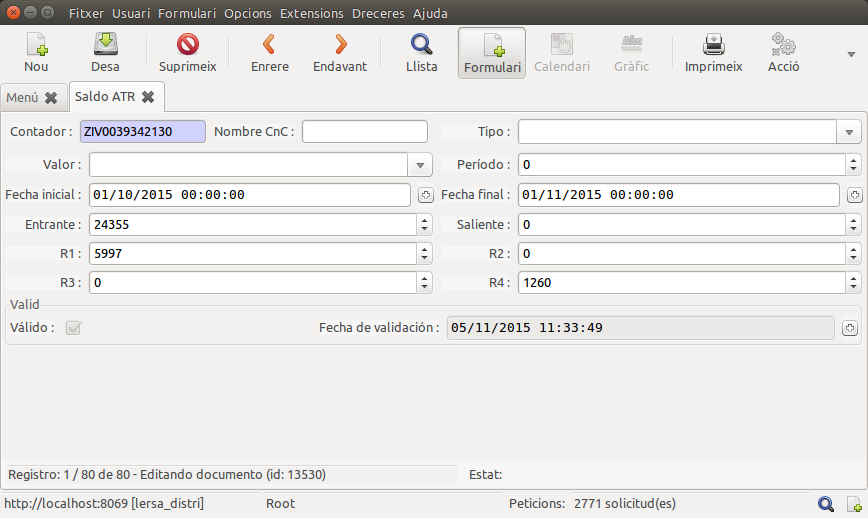 Fitxer Usuari Formulari Opcions Extensions Dreceres Ajuda
Nou Desa Suprimeix Enrere Endavant Llista Formulari Calendari Gràfic Imprimeix Acció
Menú Saldo ATR
Contador : ZIV0039342130 Nombre CnC : Tipo :
Valor : Período : 0
Fecha inicial : 01/10/2015 00:00:00 Fecha final : 01/11/2015 00:00:00
Entrante : 24355 Saliente : 0
R1 : 5997 R2 : 0
R3 : 0 R4 : 1260
Valid
Válido : Fecha de validación : 05/11/2015 11:33:49
Registro: 1 / 80 de 80 - Editando documento (id: 13530) Estat:
http://localhost:8069 [lersa_distri] Root Peticions: 2771 solicitud(es)